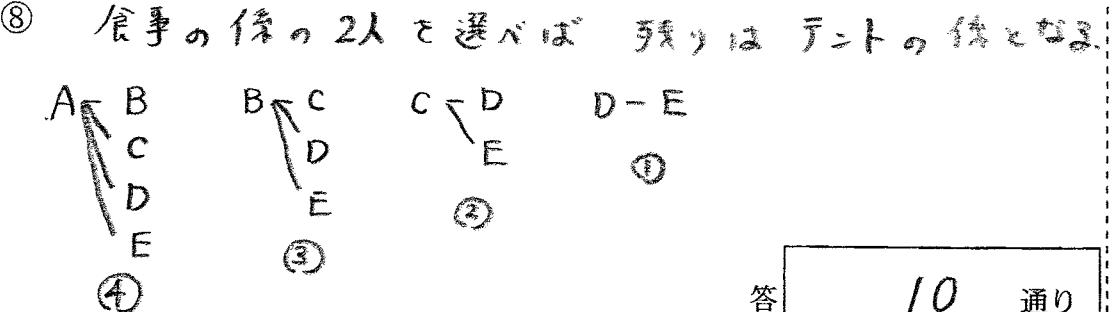 ⑧ 食事の係の2人を選べば 残りはテントの係となる.
A B B C C D D - E
C D E ①
D E ②
E ③
④
答 10 通り